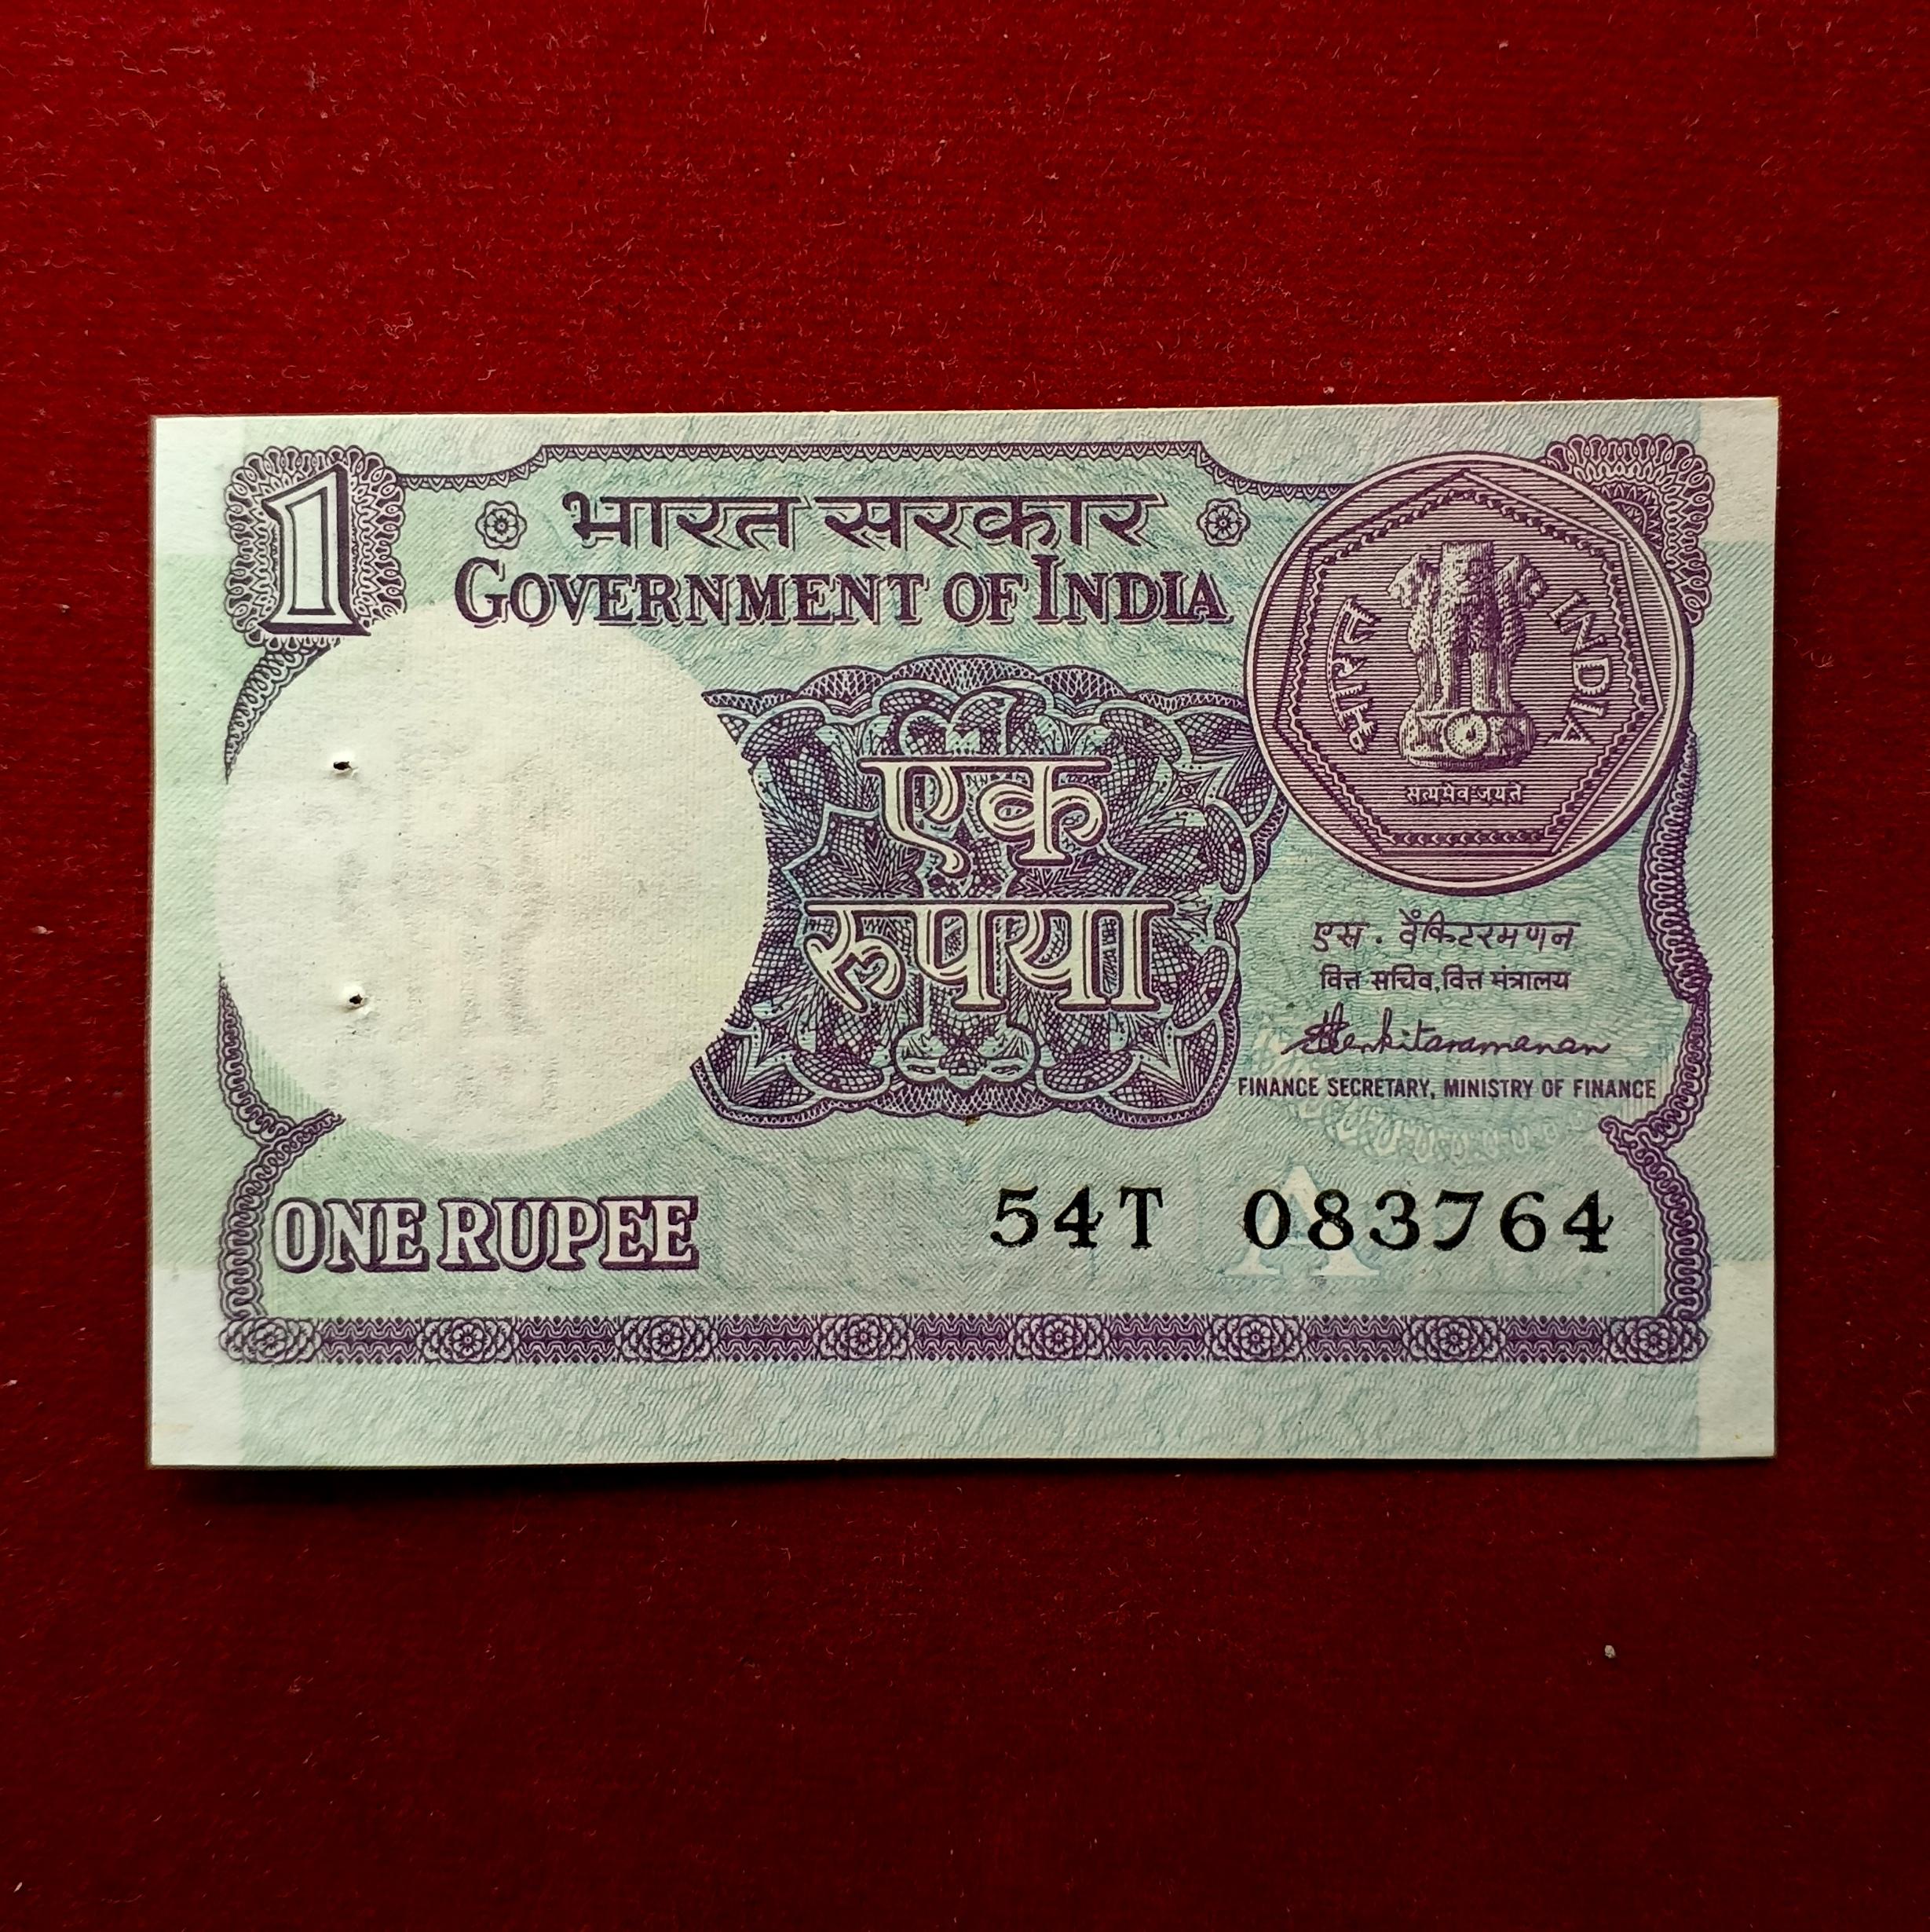 1
भारत सरकार
GOVERNMENT OF INDIA
भारत
INDIA
सत्यमेव जयते
एक
रूपया
एस. वेंकिटरमणन
वित्त सचिव, वित्त मंत्रालय
Venkitaramanan
FINANCE SECRETARY, MINISTRY OF FINANCE
ONE RUPEE
54T 083764
A